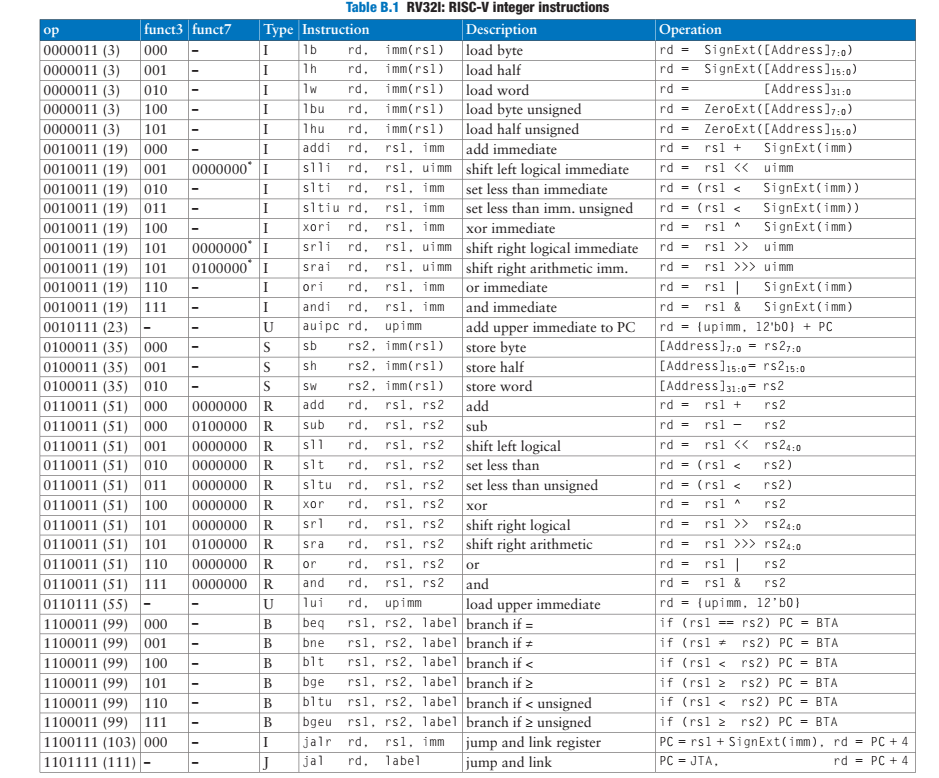 Table B.1 RV32I: RISC-V integer instructions
op funct3 funct7 Type Instruction Description Operation
0000011 (3) 000 – I lb rd, imm(rs1) load byte rd = SignExt([Address]7:0)
0000011 (3) 001 – I lh rd, imm(rs1) load half rd = SignExt([Address]15:0)
0000011 (3) 010 – I lw rd, imm(rs1) load word rd = [Address]31:0
0000011 (3) 100 – I lbu rd, imm(rs1) load byte unsigned rd = ZeroExt([Address]7:0)
0000011 (3) 101 – I lhu rd, imm(rs1) load half unsigned rd = ZeroExt([Address]15:0)
0010011 (19) 000 – I addi rd, rs1, imm add immediate rd = rs1 + SignExt(imm)
0010011 (19) 001 0000000* I slli rd, rs1, uimm shift left logical immediate rd = rs1 << uimm
0010011 (19) 010 – I slti rd, rs1, imm set less than immediate rd = (rs1 < SignExt(imm))
0010011 (19) 011 – I sltiu rd, rs1, imm set less than imm. unsigned rd = (rs1 < SignExt(imm))
0010011 (19) 100 – I xori rd, rs1, imm xor immediate rd = rs1 ^ SignExt(imm)
0010011 (19) 101 0000000* I srli rd, rs1, uimm shift right logical immediate rd = rs1 >> uimm
0010011 (19) 101 0100000* I srai rd, rs1, uimm shift right arithmetic imm. rd = rs1 >>> uimm
0010011 (19) 110 – I ori rd, rs1, imm or immediate rd = rs1 | SignExt(imm)
0010011 (19) 111 – I andi rd, rs1, imm and immediate rd = rs1 & SignExt(imm)
0010111 (23) – – U auipc rd, upimm add upper immediate to PC rd = {upimm, 12'b0} + PC
0100011 (35) 000 – S sb rs2, imm(rs1) store byte [Address]7:0 = rs27:0
0100011 (35) 001 – S sh rs2, imm(rs1) store half [Address]15:0 = rs215:0
0100011 (35) 010 – S sw rs2, imm(rs1) store word [Address]31:0 = rs2
0110011 (51) 000 0000000 R add rd, rs1, rs2 add rd = rs1 + rs2
0110011 (51) 000 0100000 R sub rd, rs1, rs2 sub rd = rs1 – rs2
0110011 (51) 001 0000000 R sll rd, rs1, rs2 shift left logical rd = rs1 << rs24:0
0110011 (51) 010 0000000 R slt rd, rs1, rs2 set less than rd = (rs1 < rs2)
0110011 (51) 011 0000000 R sltu rd, rs1, rs2 set less than unsigned rd = (rs1 < rs2)
0110011 (51) 100 0000000 R xor rd, rs1, rs2 xor rd = rs1 ^ rs2
0110011 (51) 101 0000000 R srl rd, rs1, rs2 shift right logical rd = rs1 >> rs24:0
0110011 (51) 101 0100000 R sra rd, rs1, rs2 shift right arithmetic rd = rs1 >>> rs24:0
0110011 (51) 110 0000000 R or rd, rs1, rs2 or rd = rs1 | rs2
0110011 (51) 111 0000000 R and rd, rs1, rs2 and rd = rs1 & rs2
0110111 (55) – – U lui rd, upimm load upper immediate rd = {upimm, 12'b0}
1100011 (99) 000 – B beq rs1, rs2, label branch if = if (rs1 == rs2) PC = BTA
1100011 (99) 001 – B bne rs1, rs2, label branch if ≠ if (rs1 ≠ rs2) PC = BTA
1100011 (99) 100 – B blt rs1, rs2, label branch if < if (rs1 < rs2) PC = BTA
1100011 (99) 101 – B bge rs1, rs2, label branch if ≥ if (rs1 ≥ rs2) PC = BTA
1100011 (99) 110 – B bltu rs1, rs2, label branch if < unsigned if (rs1 < rs2) PC = BTA
1100011 (99) 111 – B bgeu rs1, rs2, label branch if ≥ unsigned if (rs1 ≥ rs2) PC = BTA
1100111 (103) 000 – I jalr rd, rs1, imm jump and link register PC = rs1 + SignExt(imm), rd = PC + 4
1101111 (111) – – J jal rd, label jump and link PC = JTA, rd = PC + 4